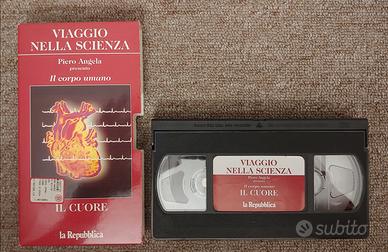 VIAGGIO
NELLA SCIENZA
Piero Angela
presenta
Il corpo umano
IL CUORE
la Repubblica
VIAGGIO
NELLA SCIENZA
Piero Angela
presenta
Il corpo umano
IL CUORE
la Repubblica
subito